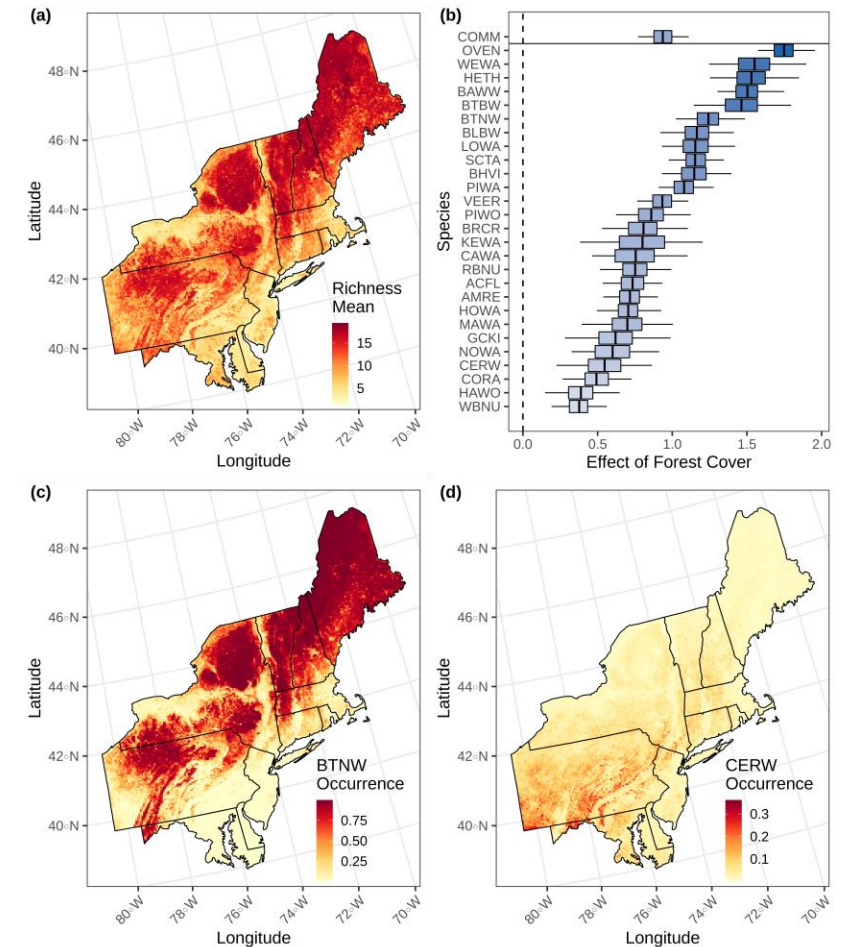 (a)
48○N
46○N
44○N
42○N
40○N
Latitude
Richness
Mean
15
10
5
80○W
78○W
76○W
74○W
72○W
70○W
Longitude
(b)
Species
COMM
OVEN
WEWA
HETH
BAWW
BTBW
BTNW
BLBW
LOWA
SCTA
BHVI
PIWA
VEER
PIWO
BRCR
KEWA
CAWA
RBNU
ACFL
AMRE
HOWA
MAWA
GCKI
NOWA
CERW
CORA
HAWO
WBNU
0.0
0.5
1.0
1.5
2.0
Effect of Forest Cover
(c)
48○N
46○N
44○N
42○N
40○N
Latitude
BTNW
Occurrence
0.75
0.50
0.25
80○W
78○W
76○W
74○W
72○W
70○W
Longitude
(d)
48○N
46○N
44○N
42○N
40○N
Latitude
CERW
Occurrence
0.3
0.2
0.1
80○W
78○W
76○W
74○W
72○W
70○W
Longitude